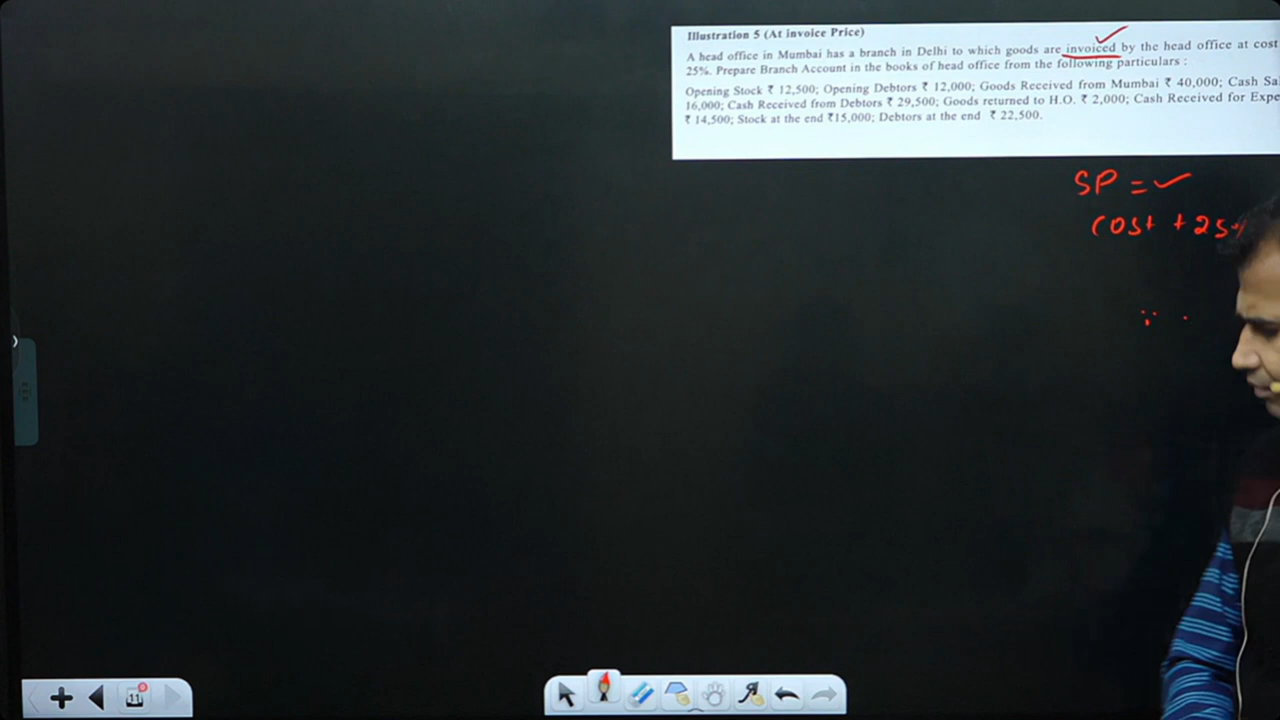 Illustration 5 (At invoice Price)
A head office in Mumbai has a branch in Delhi to which goods are invoiced by the head office at cost
25%. Prepare Branch Account in the books of head office from the following particulars :
Opening Stock ₹ 12,500; Opening Debtors ₹ 12,000; Goods Received from Mumbai ₹ 40,000; Cash Sa
16,000; Cash Received from Debtors ₹ 29,500; Goods returned to H.O. ₹ 2,000; Cash Received for Expe
₹ 14,500; Stock at the end ₹15,000; Debtors at the end ₹ 22,500.
SP = ✓
Cost + 25%
11